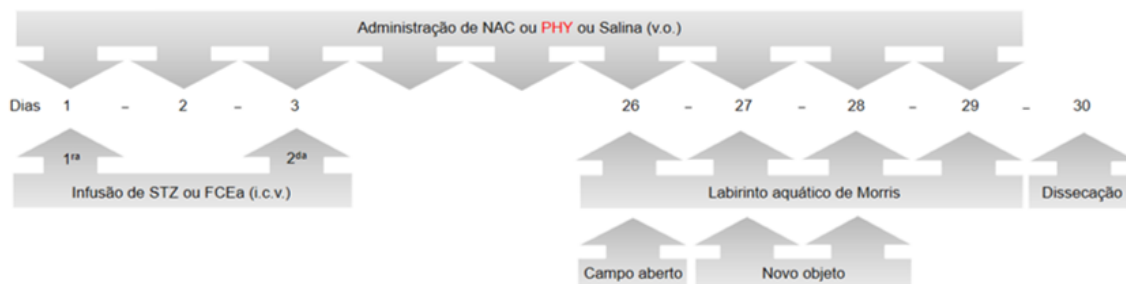 Administração de NAC ou PHY ou Salina (v.o.)
Dias 1 – 2 – 3 26 – 27 – 28 – 29 – 30
1ra 2da
Infusão de STZ ou FCEa (i.c.v.) Labirinto aquático de Morris Dissecação
Campo aberto Novo objeto